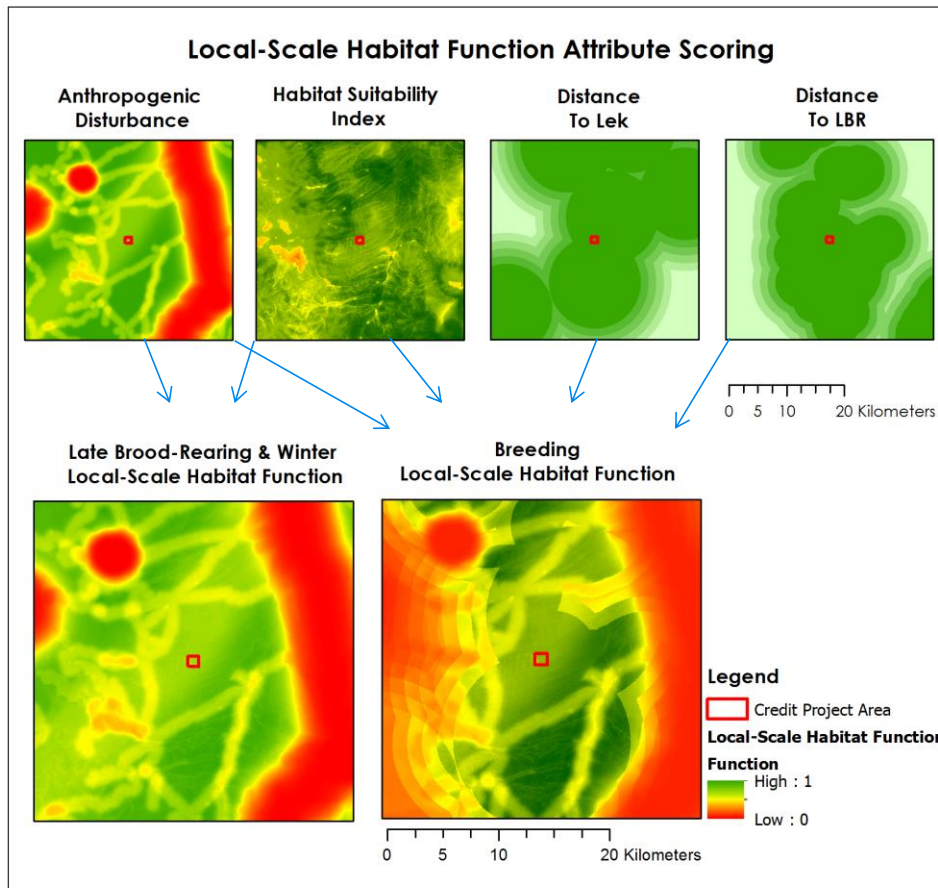 Local-Scale Habitat Function Attribute Scoring
Anthropogenic
Disturbance
Habitat Suitability
Index
Distance
To Lek
Distance
To LBR
0 5 10 20 Kilometers
Late Brood-Rearing & Winter
Local-Scale Habitat Function
Breeding
Local-Scale Habitat Function
Legend
Credit Project Area
Local-Scale Habitat Function
Function
High : 1
Low : 0
0 5 10 20 Kilometers